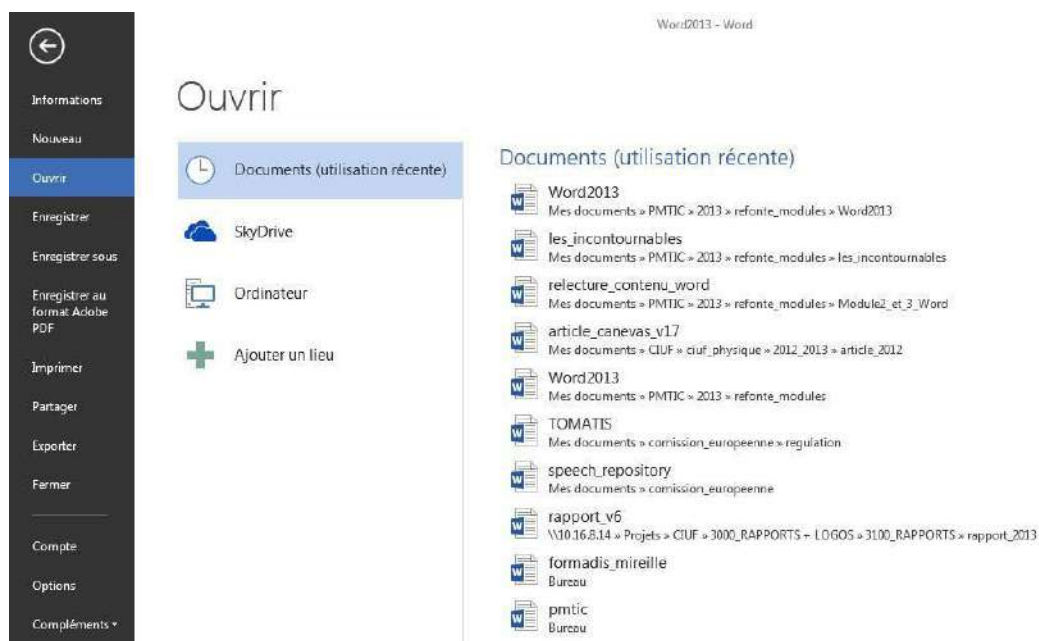 Word2013 - Word
Informations
Nouveau
Ouvrir
Enregistrer
Enregistrer sous
Enregistrer au
format Adobe
PDF
Imprimer
Partager
Exporter
Fermer
Compte
Options
Compléments
Ouvrir
Documents (utilisation récente)
SkyDrive
Ordinateur
Ajouter un lieu
Documents (utilisation récente)
Word2013
Mes documents » PMTIC » 2013 » refonte_modules » Word2013
les_incontournables
Mes documents » PMTIC » 2013 » refonte_modules » les_incontournables
relecture_contenu_word
Mes documents » PMTIC » 2013 » refonte_modules » Module2_et_3_Word
article_canevas_v17
Mes documents » CIUF » ciuf_physique » 2012_2013 » article_2012
Word2013
Mes documents » PMTIC » 2013 » refonte_modules
TOMATIS
Mes documents » comission_europeenne » regulation
speech_repository
Mes documents » comission_europeenne
rapport_v6
\\10.16.8.14 » Projets » CIUF » 3000_RAPPORTS + LOGOS » 3100_RAPPORTS » rapport_2013
formadis_mireille
Bureau
pmtic
Bureau